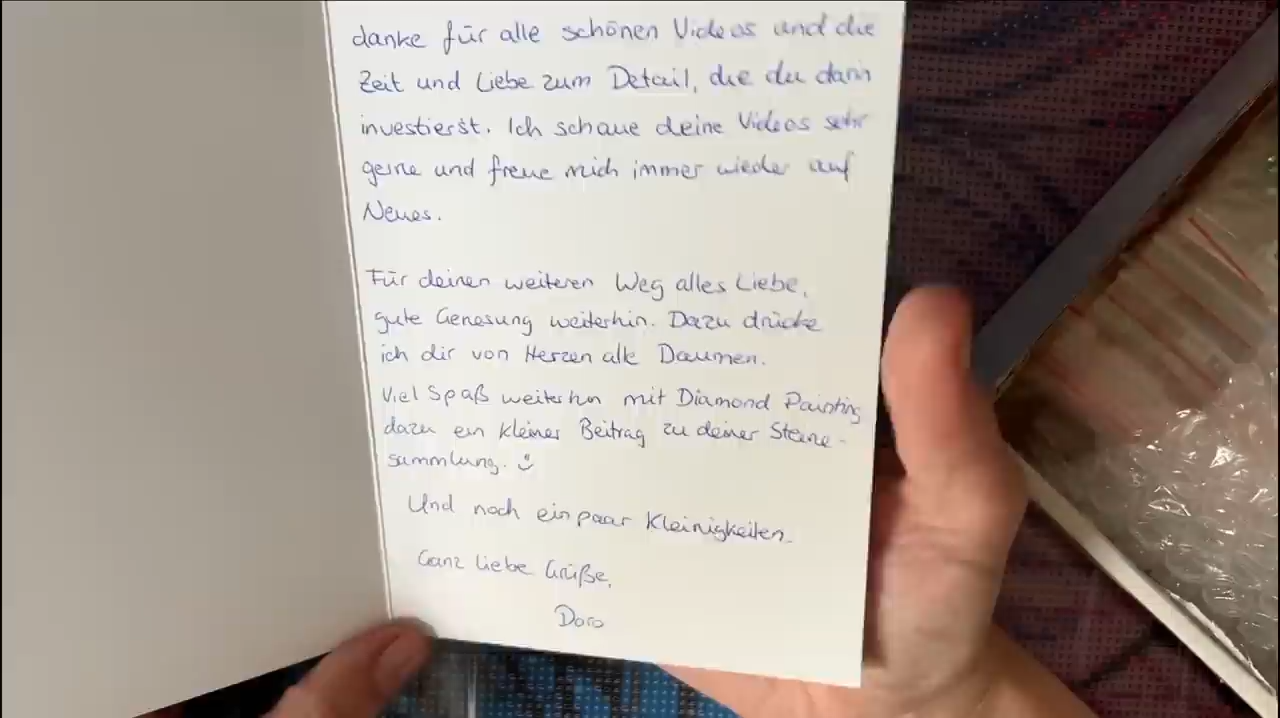 danke für alle schönen Videos und die
Zeit und Liebe zum Detail, die du darin
investierst. Ich schaue deine Videos sehr
gerne und freue mich immer wieder auf
Neues.
Für deinen weiteren Weg alles Liebe,
gute Genesung weiterhin. Dazu drücke
ich dir von Herzen alle Daumen.
Viel Spaß weiterhin mit Diamond Painting
dazu ein kleiner Beitrag zu deiner Steine-
sammlung. :)
Und noch ein paar Kleinigkeiten.
Ganz liebe Grüße,
Doro